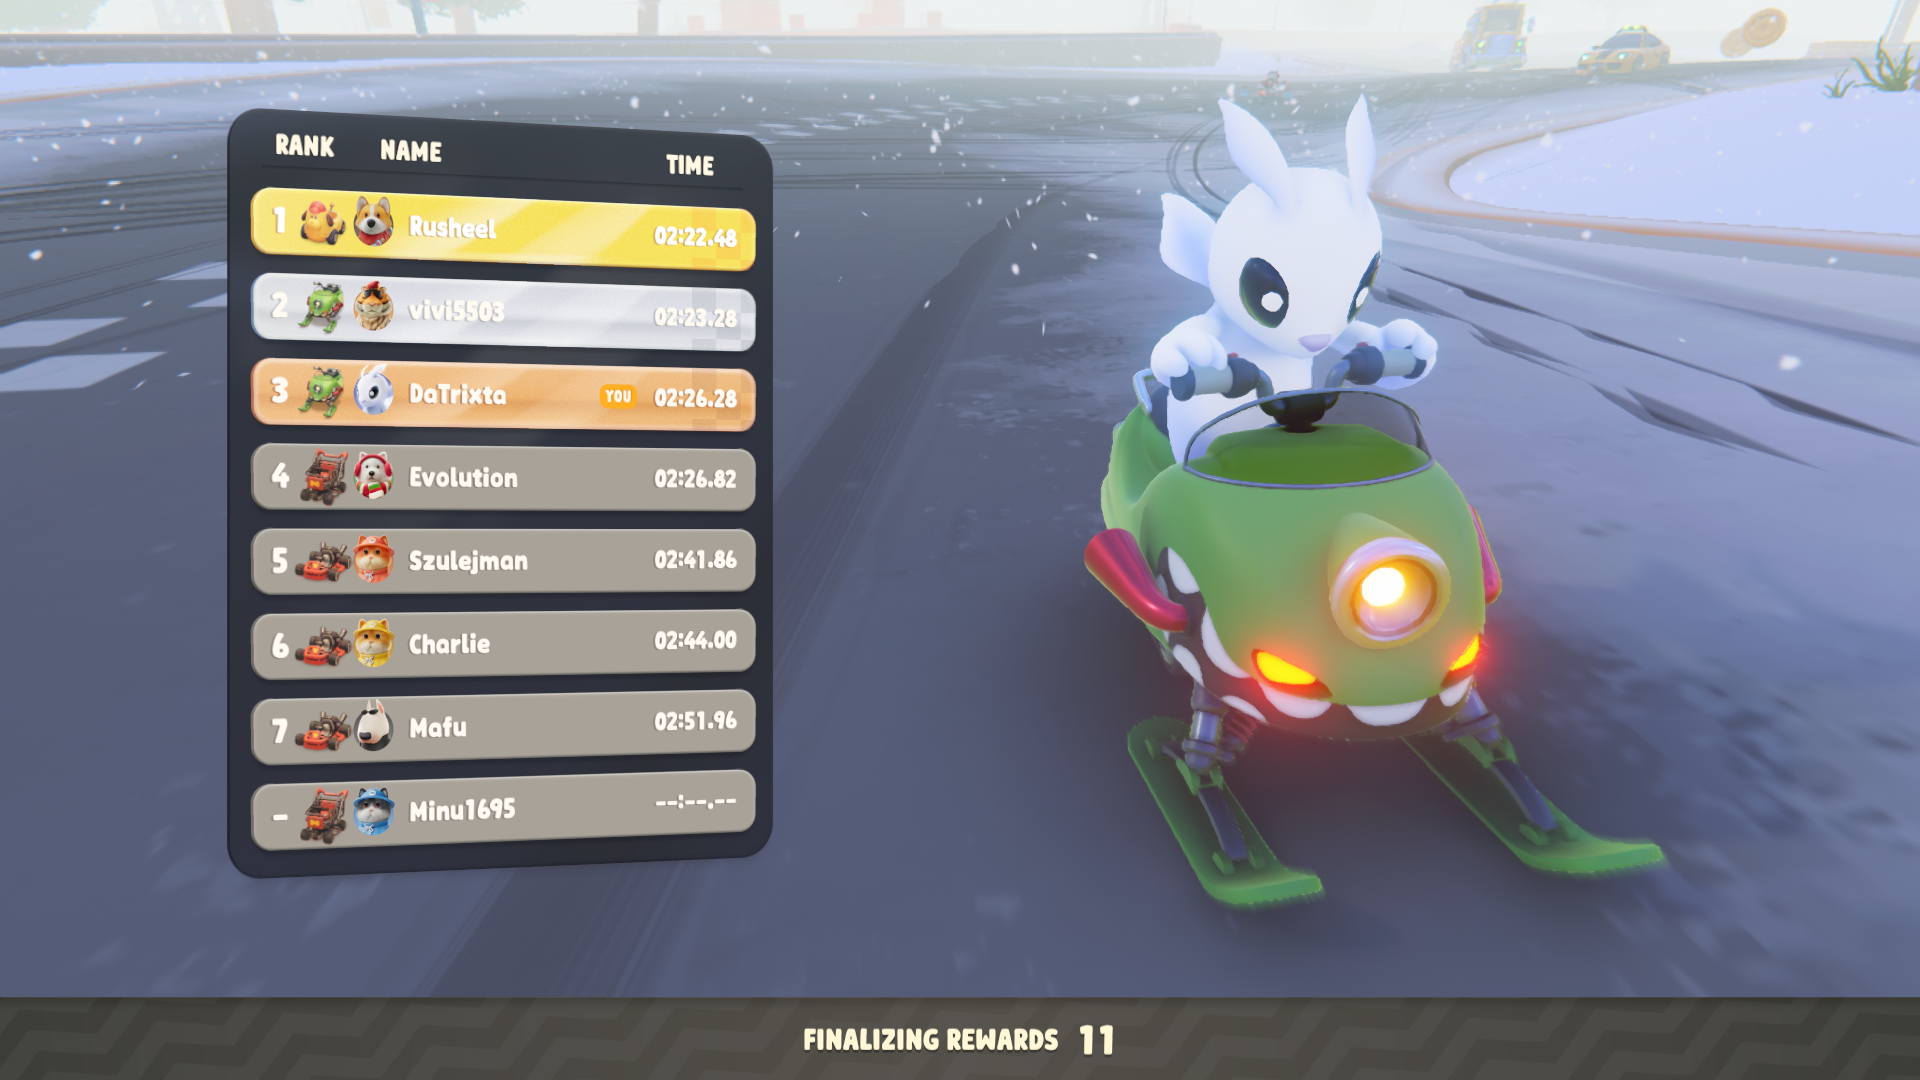 RANK NAME TIME
1 Rusheel 02:22.48
2 vivi5503 02:23.28
3 DaTrixta YOU 02:26.28
4 Evolution 02:26.82
5 Szulejman 02:41.86
6 Charlie 02:44.00
7 Mafu 02:51.96
- Minu1695 --:--.--
FINALIZING REWARDS 11